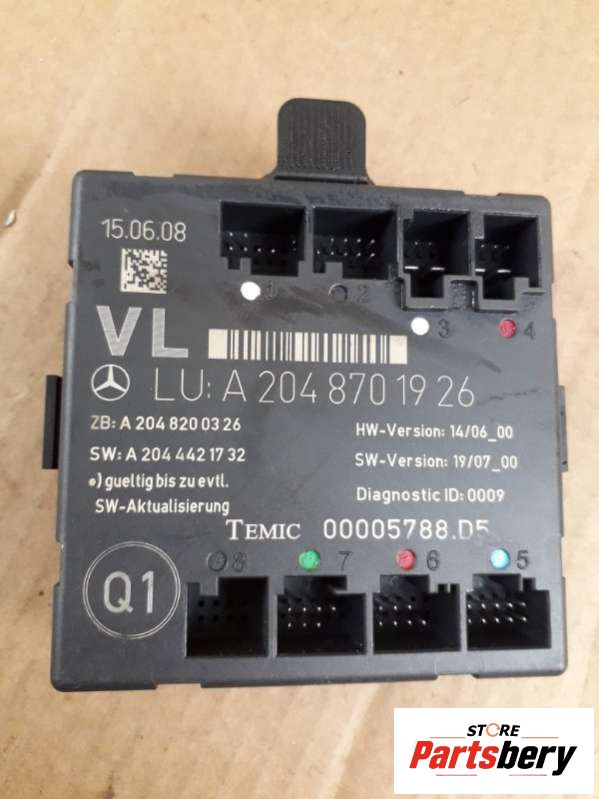 15.06.08
1 2 3 4
VL
LU: A 204 870 19 26
ZB: A 204 820 03 26
SW: A 204 442 17 32
•) gueltig bis zu evtl.
SW-Aktualisierung
HW-Version: 14/06_00
SW-Version: 19/07_00
Diagnostic ID: 0009
TEMIC 00005788.D5
8 7 6 5
Q1
STORE
Partsbery